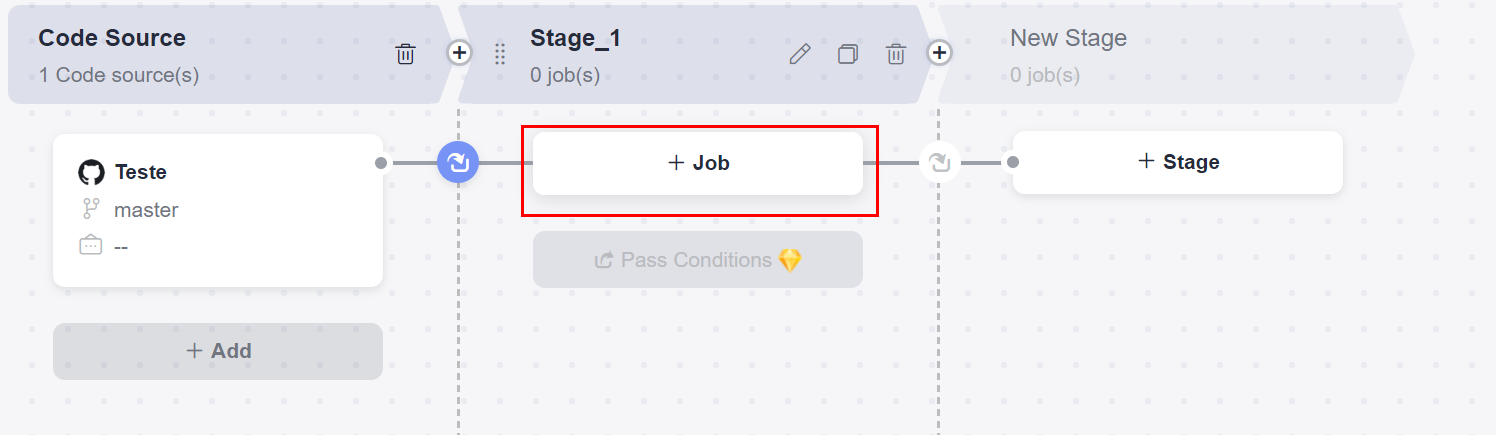 Code Source
1 Code source(s)
Stage_1
0 job(s)
New Stage
0 job(s)
Teste
master
--
+ Add
+ Job
Pass Conditions
+ Stage